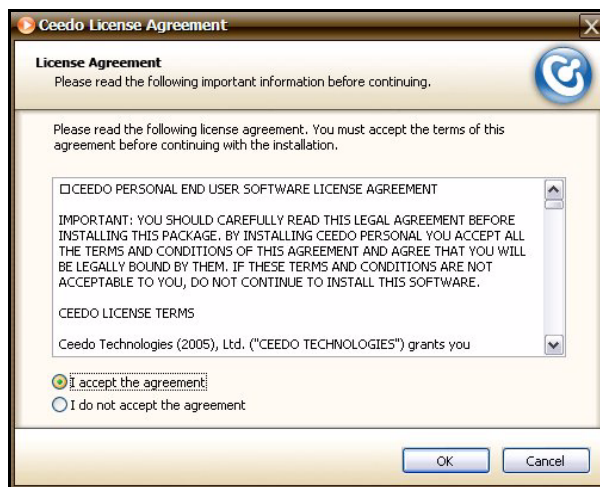 Ceedo License Agreement
License Agreement
Please read the following important information before continuing.
Please read the following license agreement. You must accept the terms of this
agreement before continuing with the installation.
□CEEDO PERSONAL END USER SOFTWARE LICENSE AGREEMENT
IMPORTANT: YOU SHOULD CAREFULLY READ THIS LEGAL AGREEMENT BEFORE
INSTALLING THIS PACKAGE. BY INSTALLING CEEDO PERSONAL YOU ACCEPT ALL
THE TERMS AND CONDITIONS OF THIS AGREEMENT AND AGREE THAT YOU WILL
BE LEGALLY BOUND BY THEM. IF THESE TERMS AND CONDITIONS ARE NOT
ACCEPTABLE TO YOU, DO NOT CONTINUE TO INSTALL THIS SOFTWARE.
CEEDO LICENSE TERMS
Ceedo Technologies (2005), Ltd. ("CEEDO TECHNOLOGIES") grants you
I accept the agreement
I do not accept the agreement
OK Cancel